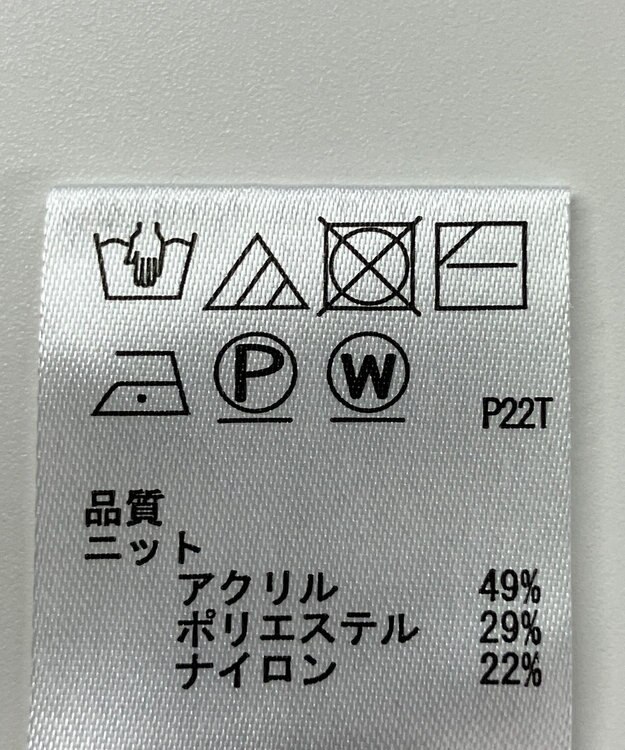 P W
P22T
品質
ニット
アクリル 49%
ポリエステル 29%
ナイロン 22%